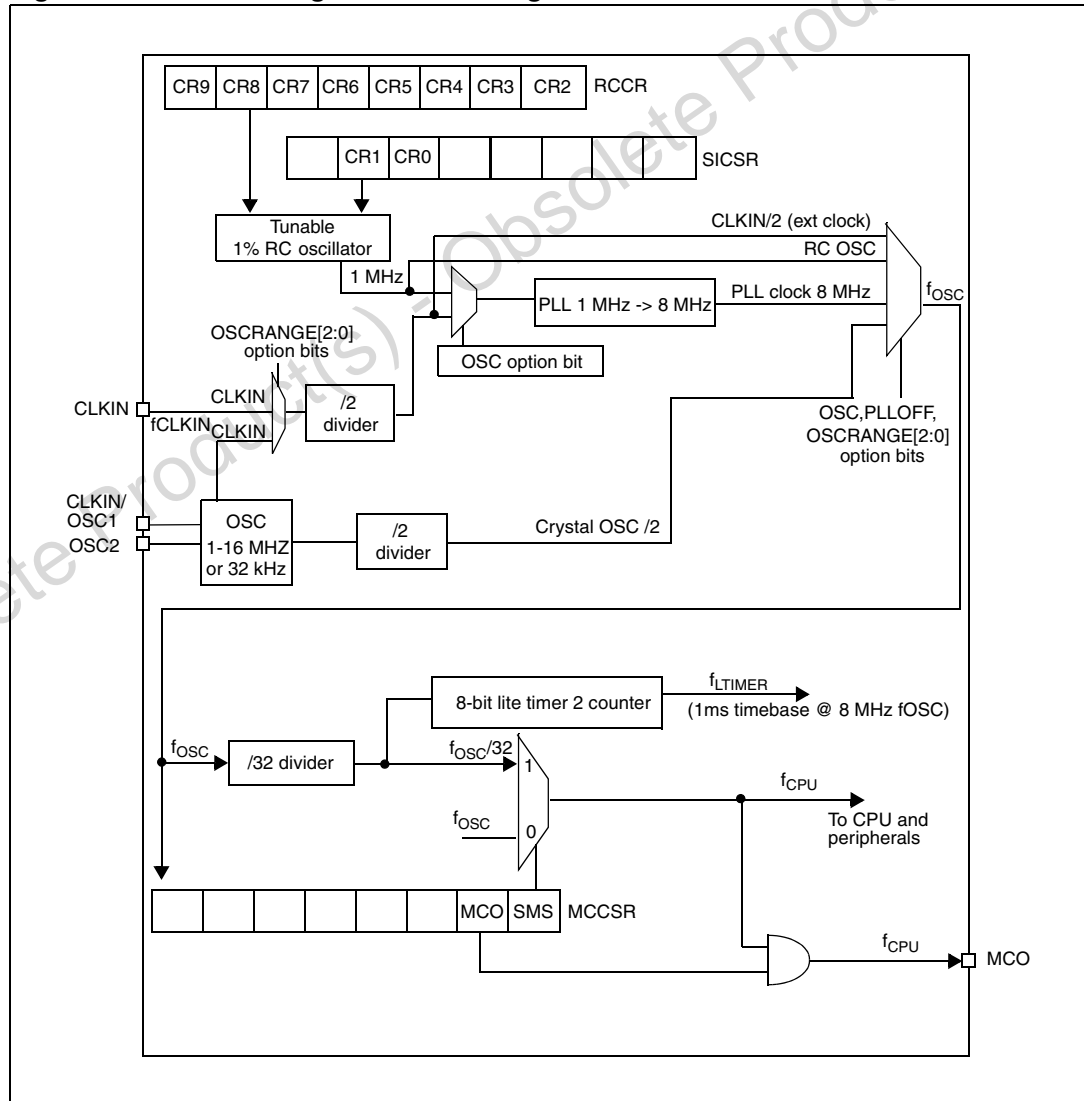 CR9 CR8 CR7 CR6 CR5 CR4 CR3 CR2 RCCR
CR1 CR0 SICSR
Tunable
1% RC oscillator
1 MHz
CLKIN/2 (ext clock)
RC OSC
PLL 1 MHz -> 8 MHz
PLL clock 8 MHz
fOSC
OSC option bit
OSCRANGE[2:0]
option bits
CLKIN
CLKIN
fCLKIN
CLKIN
/2
divider
OSC,PLLOFF,
OSCRANGE[2:0]
option bits
CLKIN/
OSC1
OSC2
OSC
1-16 MHZ
or 32 kHz
/2
divider
Crystal OSC /2
8-bit lite timer 2 counter
fLTIMER
(1ms timebase @ 8 MHz fOSC)
fOSC
/32 divider
fOSC/32
1
fOSC
0
fCPU
To CPU and
peripherals
MCO SMS MCCSR
fCPU
MCO
ete Product(s) - Obsolete Produ